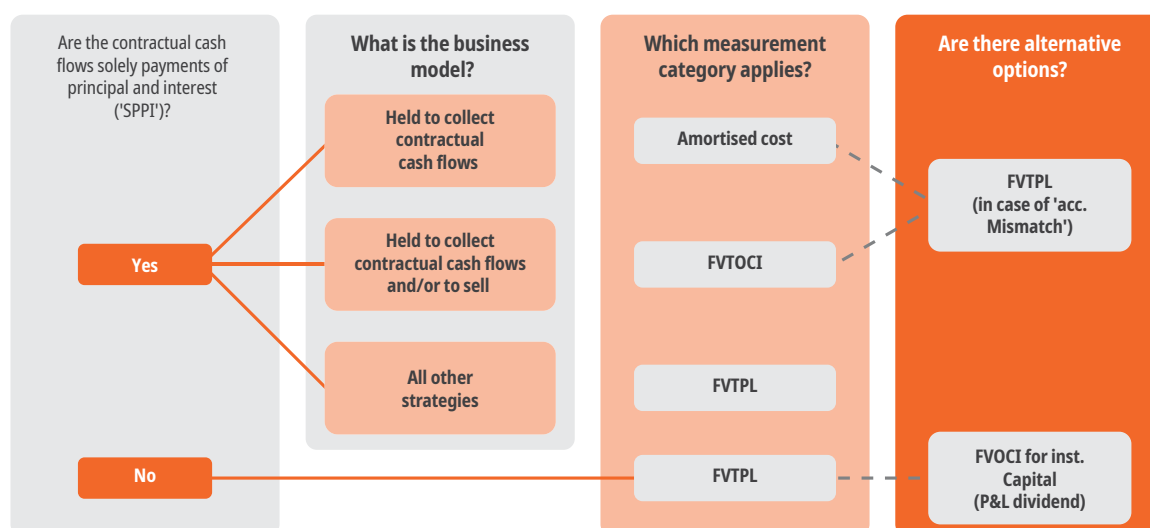 Are the contractual cash
flows solely payments of
principal and interest
('SPPI')?
Yes
No
What is the business
model?
Held to collect
contractual
cash flows
Held to collect
contractual cash flows
and/or to sell
All other
strategies
Which measurement
category applies?
Amortised cost
FVTOCI
FVTPL
FVTPL
Are there alternative
options?
FVTPL
(in case of 'acc.
Mismatch')
FVOCI for inst.
Capital
(P&L dividend)